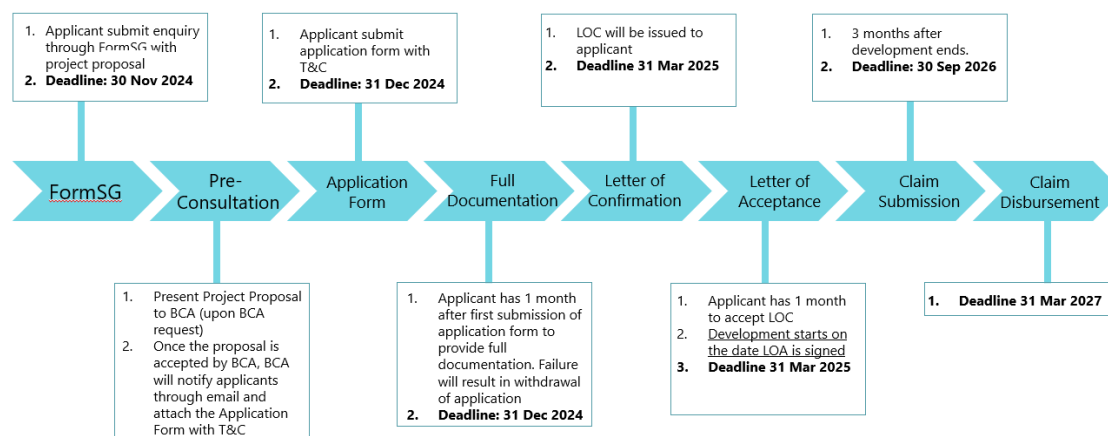 1. Applicant submit enquiry
through FormSG with
project proposal
2. Deadline: 30 Nov 2024
1. Applicant submit
application form with
T&C
2. Deadline: 31 Dec 2024
1. LOC will be issued to
applicant
2. Deadline 31 Mar 2025
1. 3 months after
development ends.
2. Deadline: 30 Sep 2026
FormSG
Pre-
Consultation
Application
Form
Full
Documentation
Letter of
Confirmation
Letter of
Acceptance
Claim
Submission
Claim
Disbursement
1. Present Project Proposal
to BCA (upon BCA
request)
2. Once the proposal is
accepted by BCA, BCA
will notify applicants
through email and
attach the Application
Form with T&C
1. Applicant has 1 month
after first submission of
application form to
provide full
documentation. Failure
will result in withdrawal
of application
2. Deadline: 31 Dec 2024
1. Applicant has 1 month
to accept LOC
2. Development starts on
the date LOA is signed
3. Deadline 31 Mar 2025
1. Deadline 31 Mar 2027